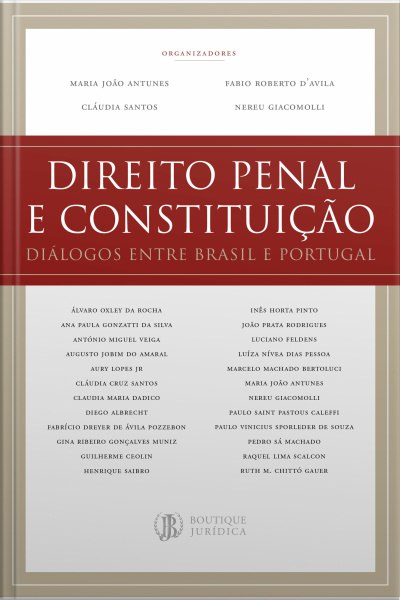 ORGANIZADORES
MARIA JOÃO ANTUNES
FABIO ROBERTO D'AVILA
CLÁUDIA SANTOS
NEREU GIACOMOLLI
DIREITO PENAL
E CONSTITUIÇÃO
DIÁLOGOS ENTRE BRASIL E PORTUGAL
ÁLVARO OXLEY DA ROCHA
ANA PAULA GONZATTI DA SILVA
ANTÓNIO MIGUEL VEIGA
AUGUSTO JOBIM DO AMARAL
AURY LOPES JR
CLÁUDIA CRUZ SANTOS
CLAUDIA MARIA DADICO
DIEGO ALBRECHT
FABRÍCIO DREYER DE ÁVILA POZZEBON
GINA RIBEIRO GONÇALVES MUNIZ
GUILHERME CEOLIN
HENRIQUE SAIBRO
INÊS HORTA PINTO
JOÃO PRATA RODRIGUES
LUCIANO FELDENS
LUÍZA NÍVEA DIAS PESSOA
MARCELO MACHADO BERTOLUCI
MARIA JOÃO ANTUNES
NEREU GIACOMOLLI
PAULO SAINT PASTOUS CALEFFI
PAULO VINICIUS SPORLEDER DE SOUZA
PEDRO SÁ MACHADO
RAQUEL LIMA SCALCON
RUTH M. CHITTÓ GAUER
JB
BOUTIQUE
JURÍDICA